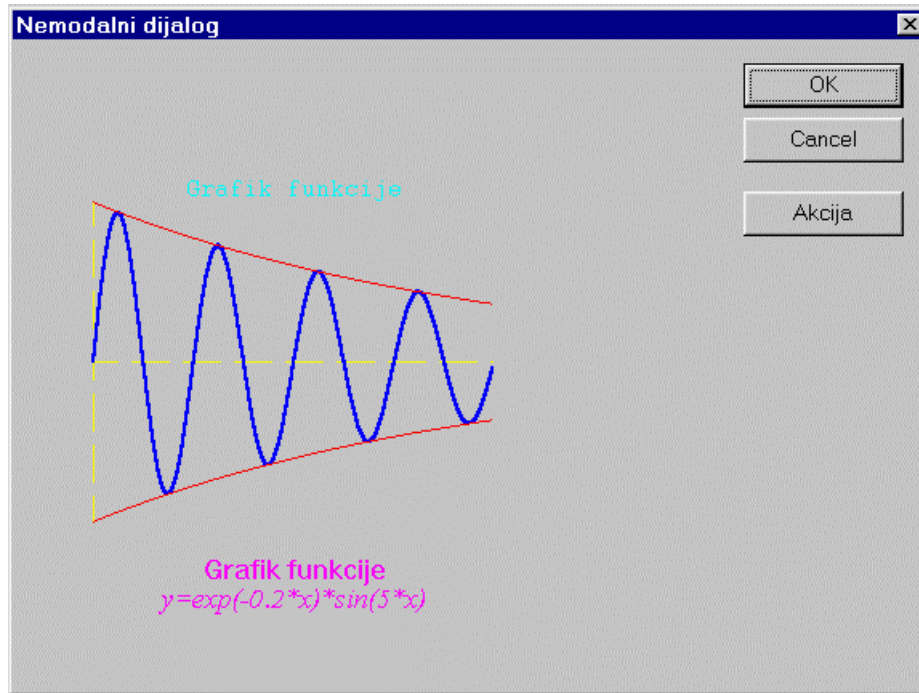 Nemodalni dijalog
OK
Cancel
Akcija
Grafik funkcije
Grafik funkcije
y=exp(-0.2*x)*sin(5*x)